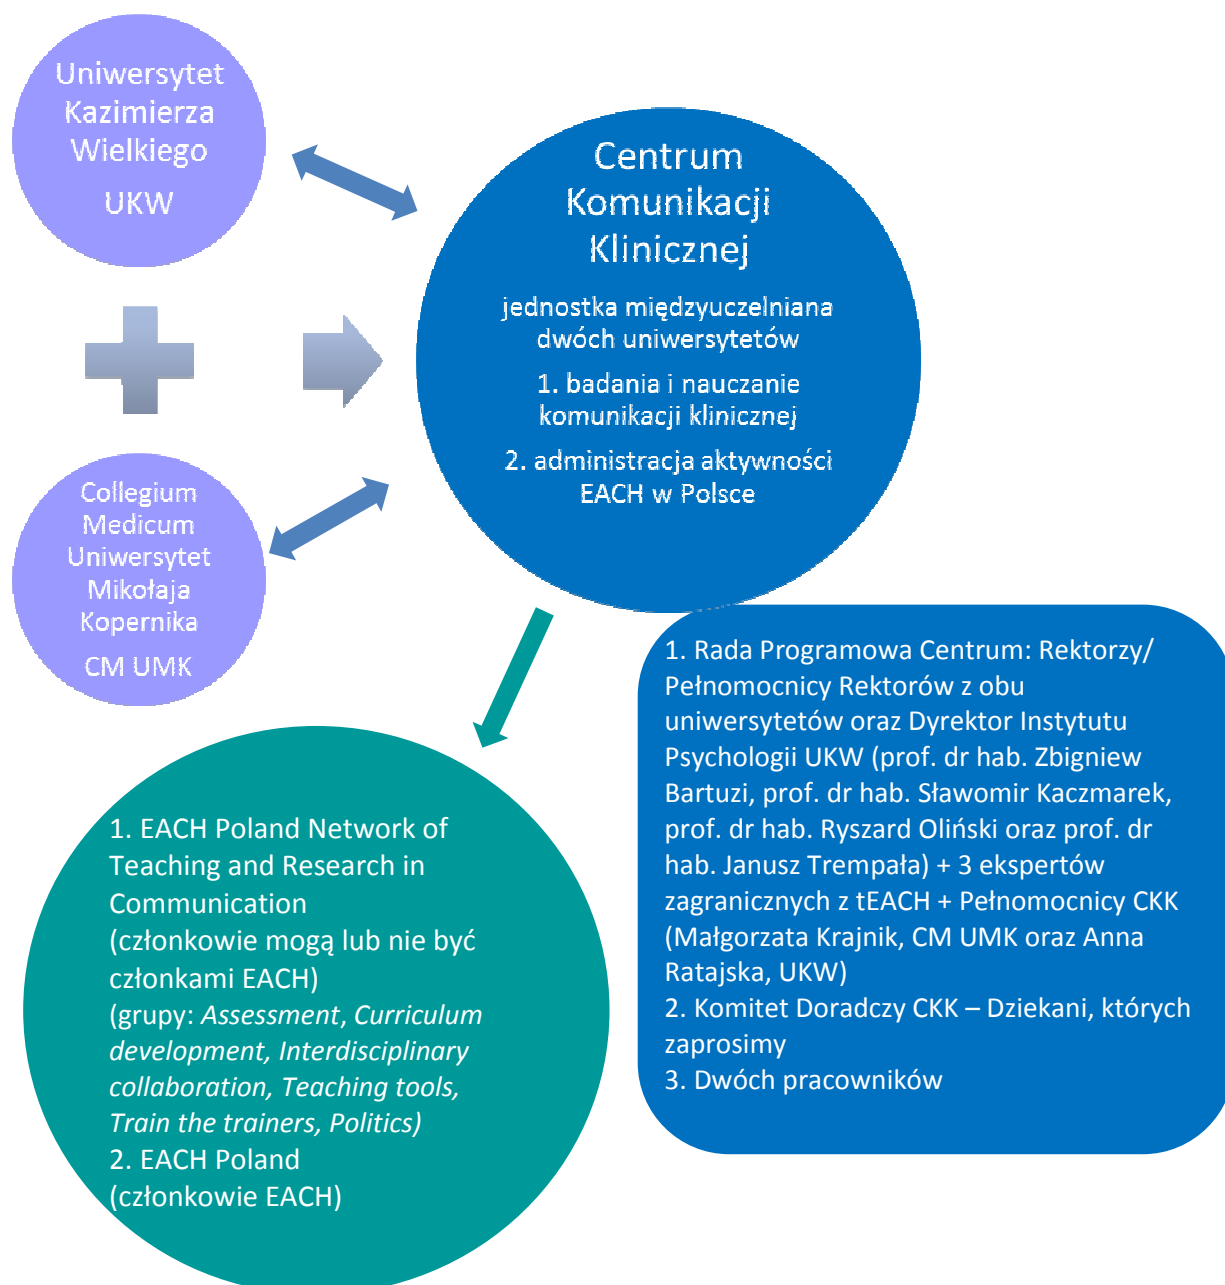 Uniwersytet
Kazimierza
Wielkiego
UKW
Centrum
Komunikacji
Klinicznej
jednostka międzyuczelniana
dwóch uniwersytetów
1. badania i nauczanie
komunikacji klinicznej
2. administracja aktywności
EACH w Polsce
Collegium
Medicum
Uniwersytet
Mikołaja
Kopernika
CM UMK
1. Rada Programowa Centrum: Rektorzy/
Pełnomocnicy Rektorów z obu
uniwersytetów oraz Dyrektor Instytutu
Psychologii UKW (prof. dr hab. Zbigniew
Bartuzi, prof. dr hab. Sławomir Kaczmarek,
prof. dr hab. Ryszard Oliński oraz prof. dr
hab. Janusz Trempała) + 3 ekspertów
zagranicznych z tEACH + Pełnomocnicy CKK
(Małgorzata Krajnik, CM UMK oraz Anna
Ratajska, UKW)
2. Komitet Doradczy CKK – Dziekani, których
zaprosimy
3. Dwóch pracowników
1. EACH Poland Network of
Teaching and Research in
Communication
(członkowie mogą lub nie być
członkami EACH)
(grupy: Assessment, Curriculum
development, Interdisciplinary
collaboration, Teaching tools,
Train the trainers, Politics)
2. EACH Poland
(członkowie EACH)